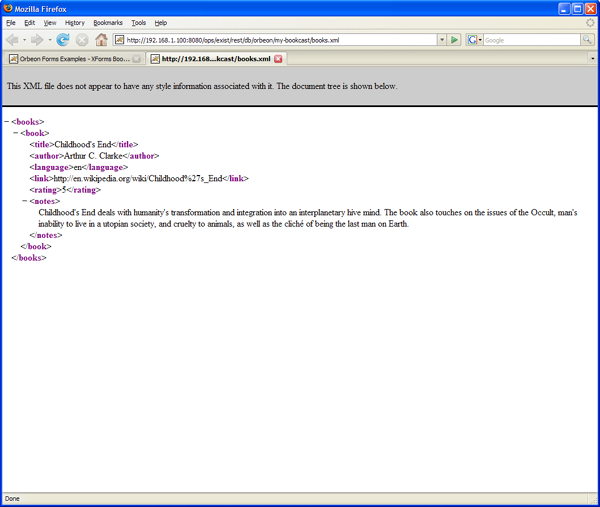 Mozilla Firefox
File Edit View History Bookmarks Tools Help
http://192.168.1.100:8080/ops/exist/rest/db/orbeon/my-bookcast/books.xml
Google
Orbeon Forms Examples - XForms Boo...
http://192.168...kcast/books.xml
This XML file does not appear to have any style information associated with it. The document tree is shown below.
− <books>
− <book>
<title>Childhood's End</title>
<author>Arthur C. Clarke</author>
<language>en</language>
<link>http://en.wikipedia.org/wiki/Childhood%27s_End</link>
<rating>5</rating>
− <notes>
Childhood's End deals with humanity's transformation and integration into an interplanetary hive mind. The book also touches on the issues of the Occult, man's
inability to live in a utopian society, and cruelty to animals, as well as the cliché of being the last man on Earth.
</notes>
</book>
</books>
Done